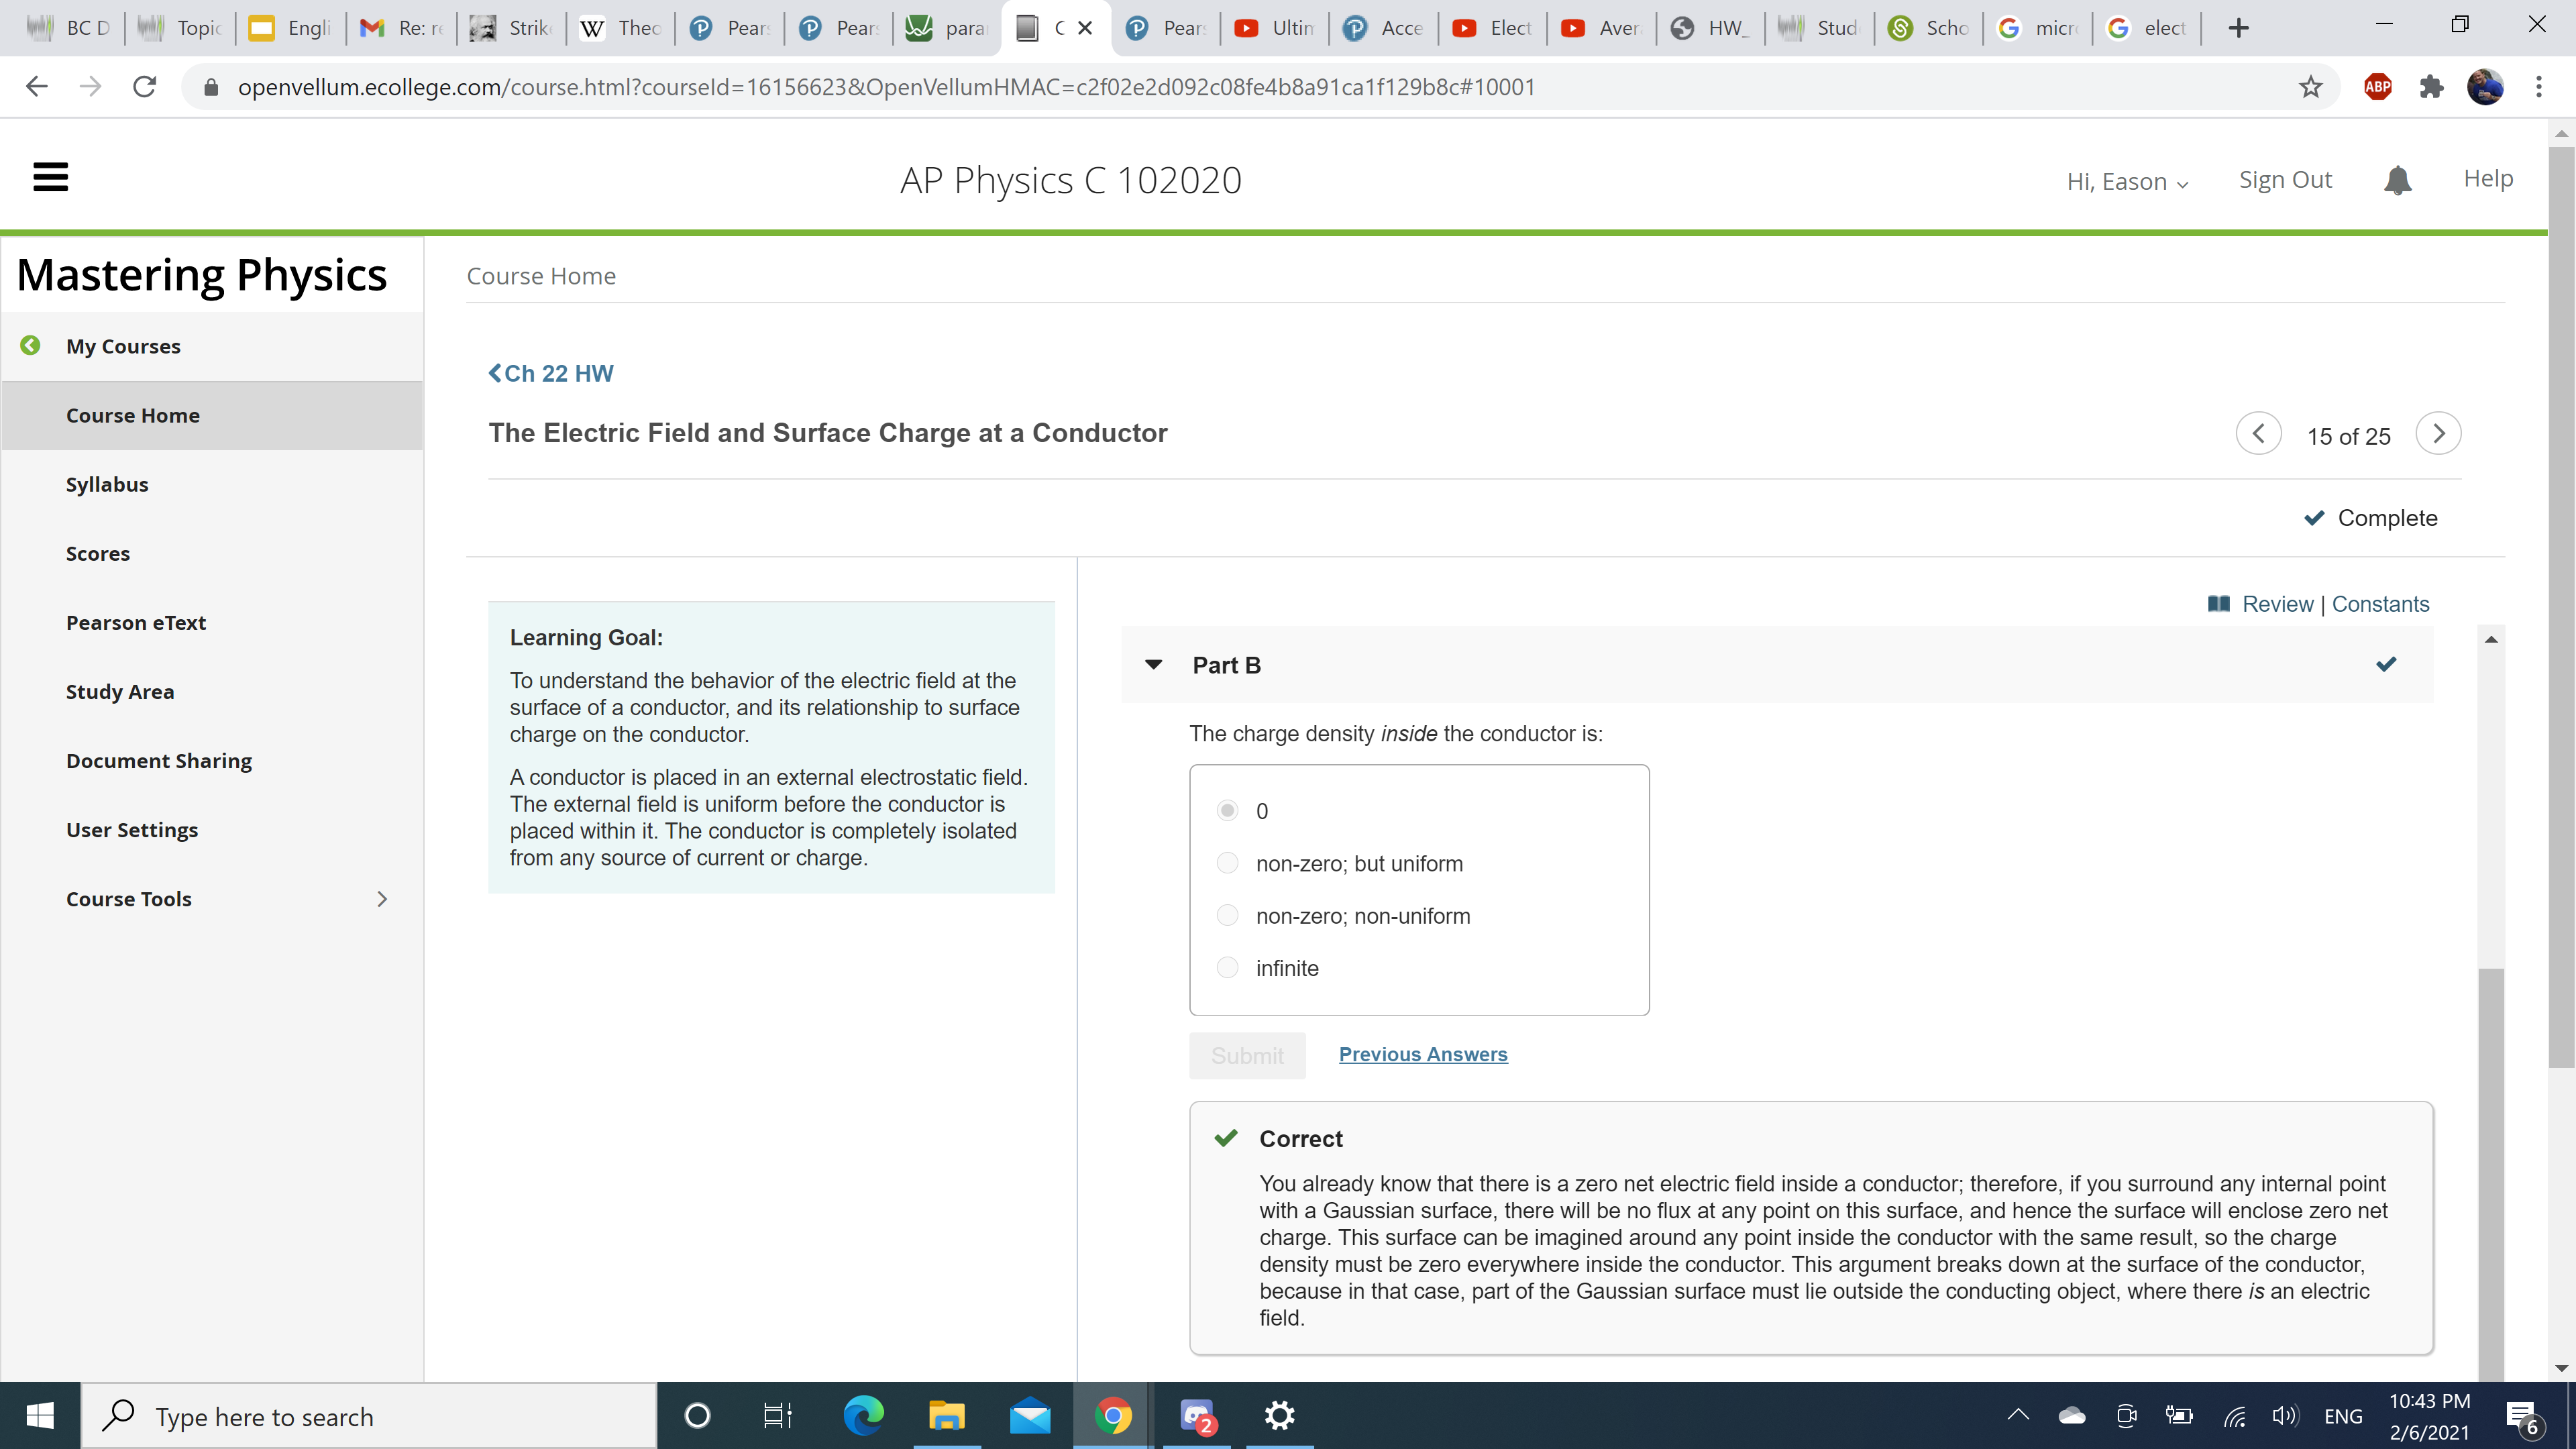 BC D
Topic
Engli
Re: re
Strik
W Theo
Pear
Pear
para
C
Pear
Ultin
Acce
Elect
Aver
HW_
Stud
Scho
micr
elect
openvellum.ecollege.com/course.html?courseId=16156623&OpenVellumHMAC=c2f02e2d092c08fe4b8a91ca1f129b8c#10001
ABP
AP Physics C 102020
Hi, Eason
Sign Out
Help
Mastering Physics
My Courses
Course Home
Syllabus
Scores
Pearson eText
Study Area
Document Sharing
User Settings
Course Tools
Course Home
Ch 22 HW
The Electric Field and Surface Charge at a Conductor
15 of 25
Complete
Learning Goal:
To understand the behavior of the electric field at the
surface of a conductor, and its relationship to surface
charge on the conductor.
A conductor is placed in an external electrostatic field.
The external field is uniform before the conductor is
placed within it. The conductor is completely isolated
from any source of current or charge.
Review | Constants
Part B
The charge density inside the conductor is:
0
non-zero; but uniform
non-zero; non-uniform
infinite
Submit
Previous Answers
Correct
You already know that there is a zero net electric field inside a conductor; therefore, if you surround any internal point
with a Gaussian surface, there will be no flux at any point on this surface, and hence the surface will enclose zero net
charge. This surface can be imagined around any point inside the conductor with the same result, so the charge
density must be zero everywhere inside the conductor. This argument breaks down at the surface of the conductor,
because in that case, part of the Gaussian surface must lie outside the conducting object, where there is an electric
field.
Type here to search
2
ENG
10:43 PM
2/6/2021
6